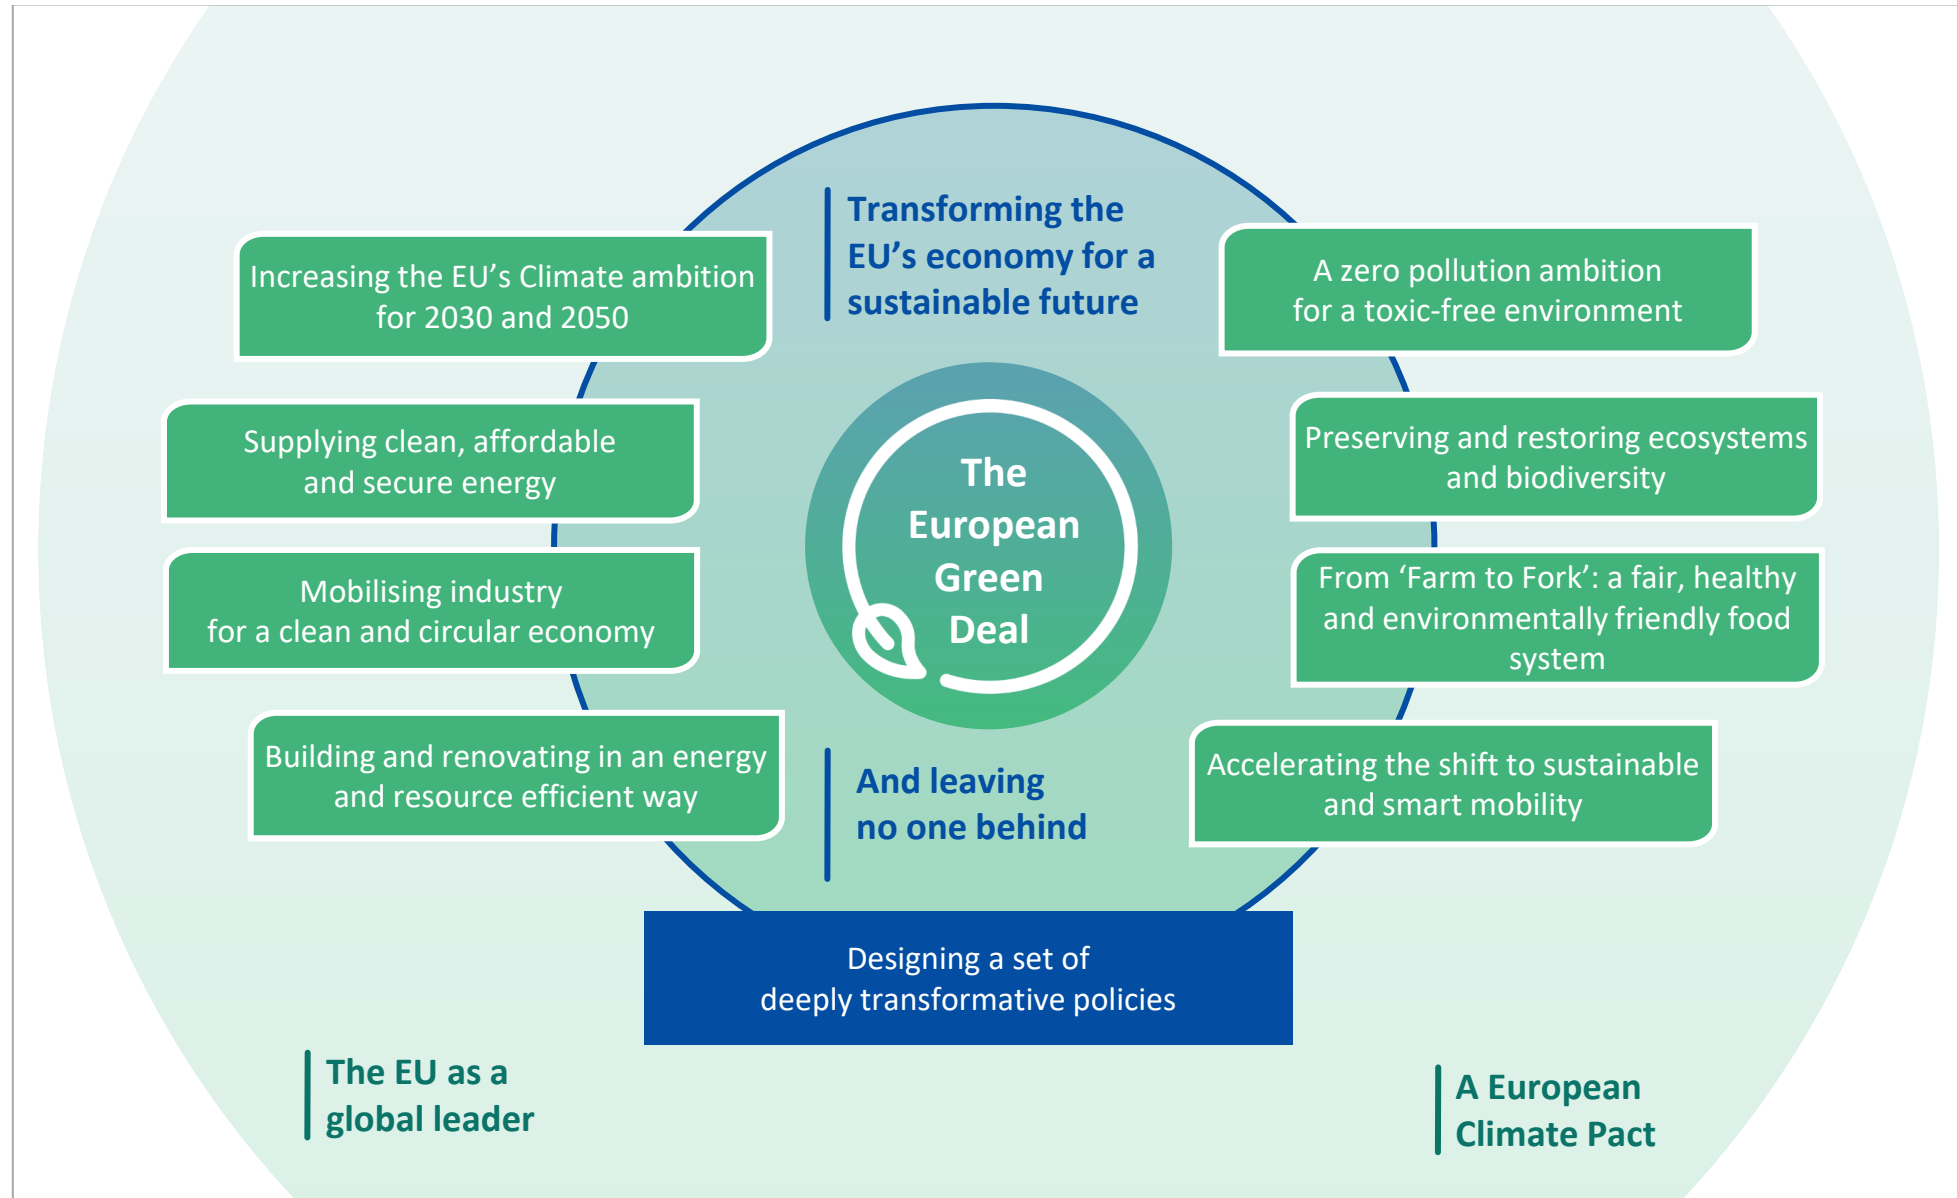 Transforming the
EU’s economy for a
sustainable future
Increasing the EU’s Climate ambition
for 2030 and 2050
Supplying clean, affordable
and secure energy
Mobilising industry
for a clean and circular economy
Building and renovating in an energy
and resource efficient way
The
European
Green
Deal
A zero pollution ambition
for a toxic-free environment
Preserving and restoring ecosystems
and biodiversity
From ‘Farm to Fork’: a fair, healthy
and environmentally friendly food
system
Accelerating the shift to sustainable
and smart mobility
And leaving
no one behind
Designing a set of
deeply transformative policies
The EU as a
global leader
A European
Climate Pact